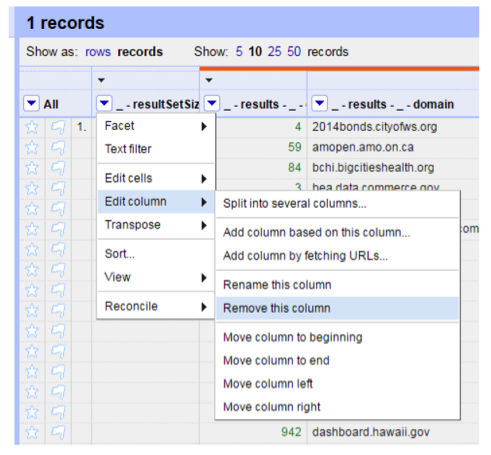 1 records
Show as: rows records Show: 5 10 25 50 records
All _ - resultSetSiz _ - results - _ - _ - results - _ - domain
1. Facet 4 2014bonds.cityofws.org
Text filter 59 amopen.amo.on.ca
84 bchi.bigcitieshealth.org
Edit cells 3 bea.data.commerce.gov
Edit column Split into several columns...
Transpose Add column based on this column... com
Sort... Add column by fetching URLs...
View Rename this column
Reconcile Remove this column
Move column to beginning
Move column to end
Move column left
Move column right
942 dashboard.hawaii.gov